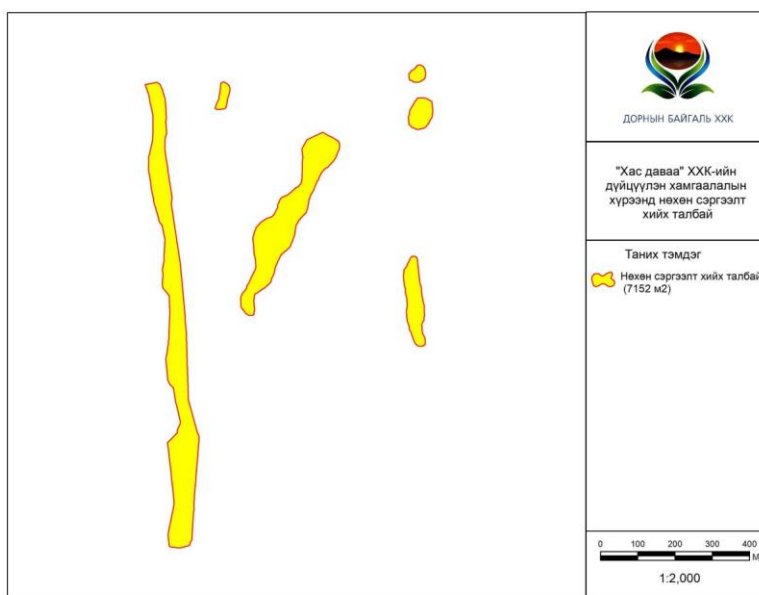 ДОРНЫН БАЙГАЛЬ ХХК
"Хас даваа" ХХК-ийн
дүйцүүлэн хамгаалалын
хүрээнд нөхөн сэргээлт
хийх талбай
Таних тэмдэг
Нөхөн сэргээлт хийх талбай
(7152 м2)
0 100 200 300 400
М
1:2,000